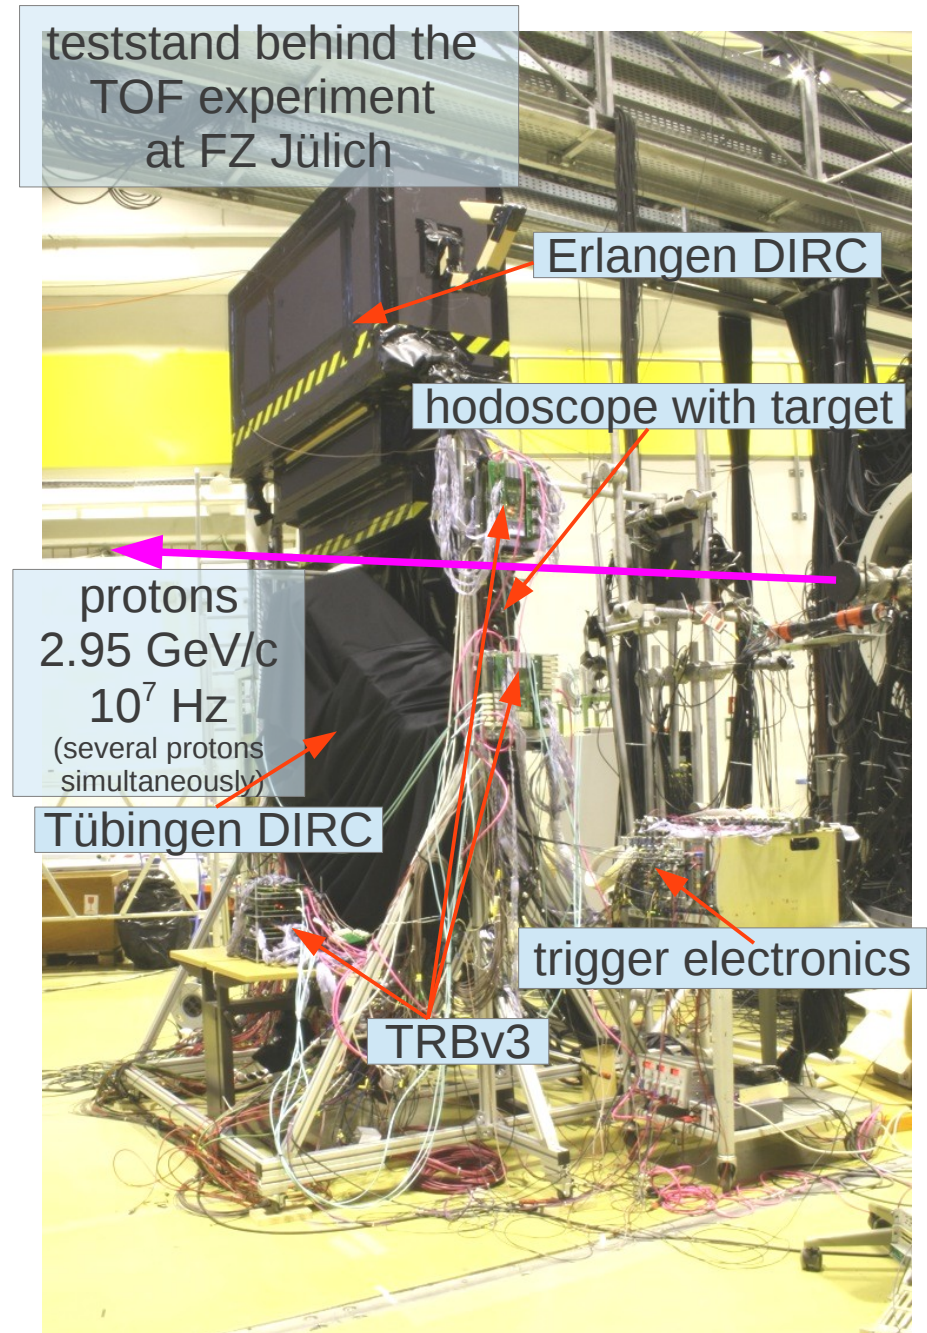 teststand behind the
TOF experiment
at FZ Jülich
Erlangen DIRC
hodoscope with target
protons
2.95 GeV/c
10⁷ Hz
(several protons
simultaneously)
Tübingen DIRC
trigger electronics
TRBv3